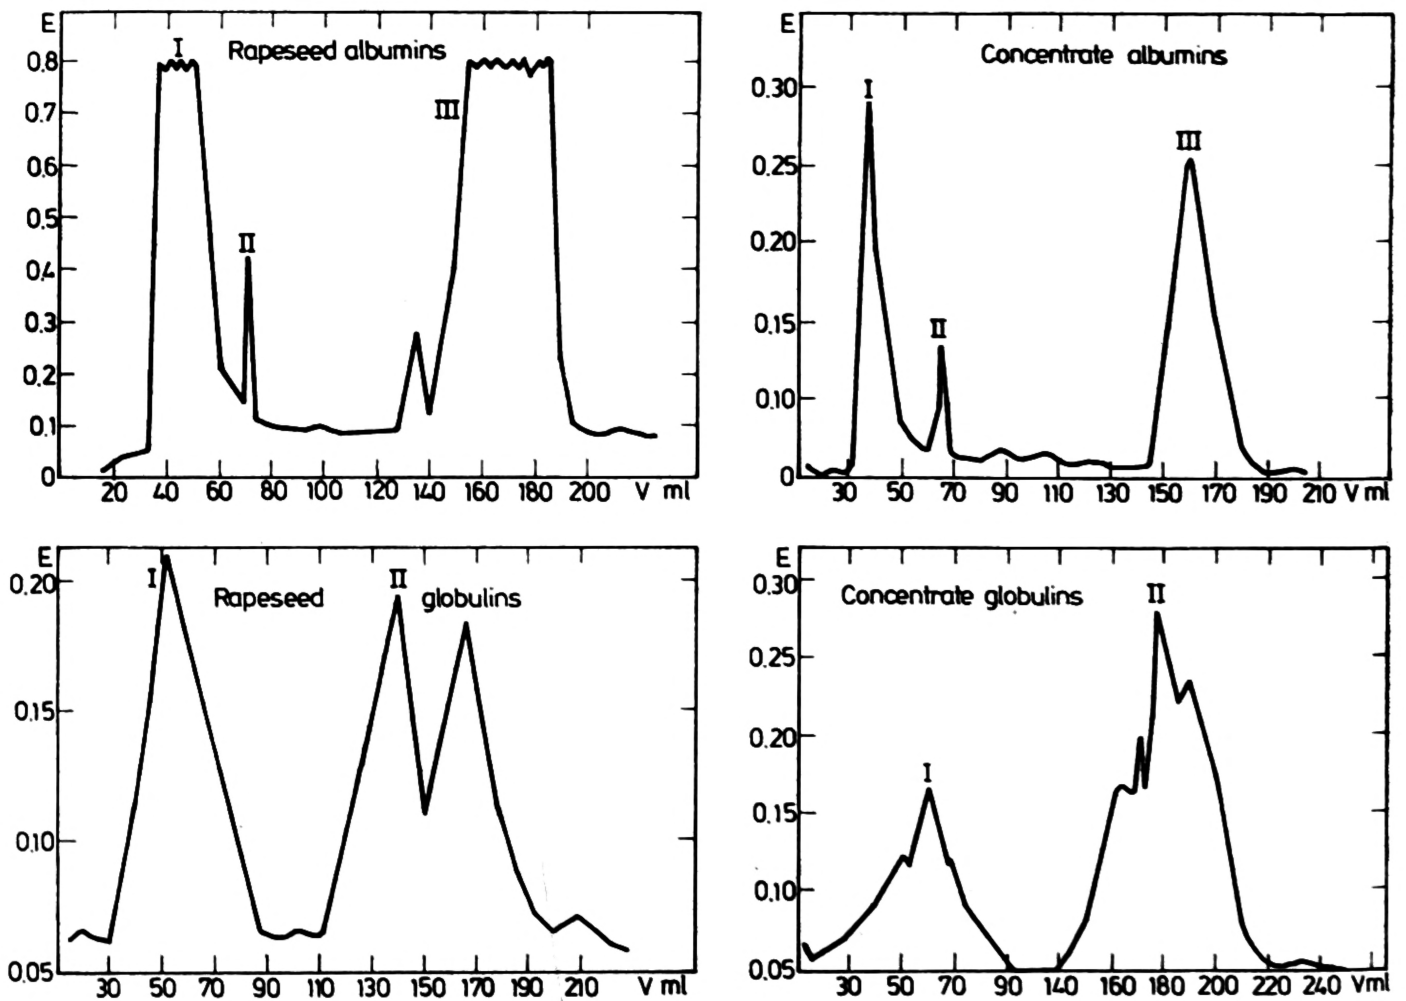 E
I
Rapeseed albumins
0.8
0.7
III
0.6
0.5
II
0.4
0.3
0.2
0.1
0
20 40 60 80 100 120 140 160 180 200 V ml
E
Concentrate albumins
0.30
I
III
0.25
0.20
0.15
II
0.10
0
30 50 70 90 110 130 150 170 190 210 V ml
E
0.20
I
Rapeseed
II
globulins
0.15
0.10
0.05
30 50 70 90 110 130 150 170 190 210 V ml
E
0.30
Concentrate globulins
II
0.25
0.20
I
0.15
0.10
0.05
30 50 70 90 120 140 160 180 200 220 240 V ml